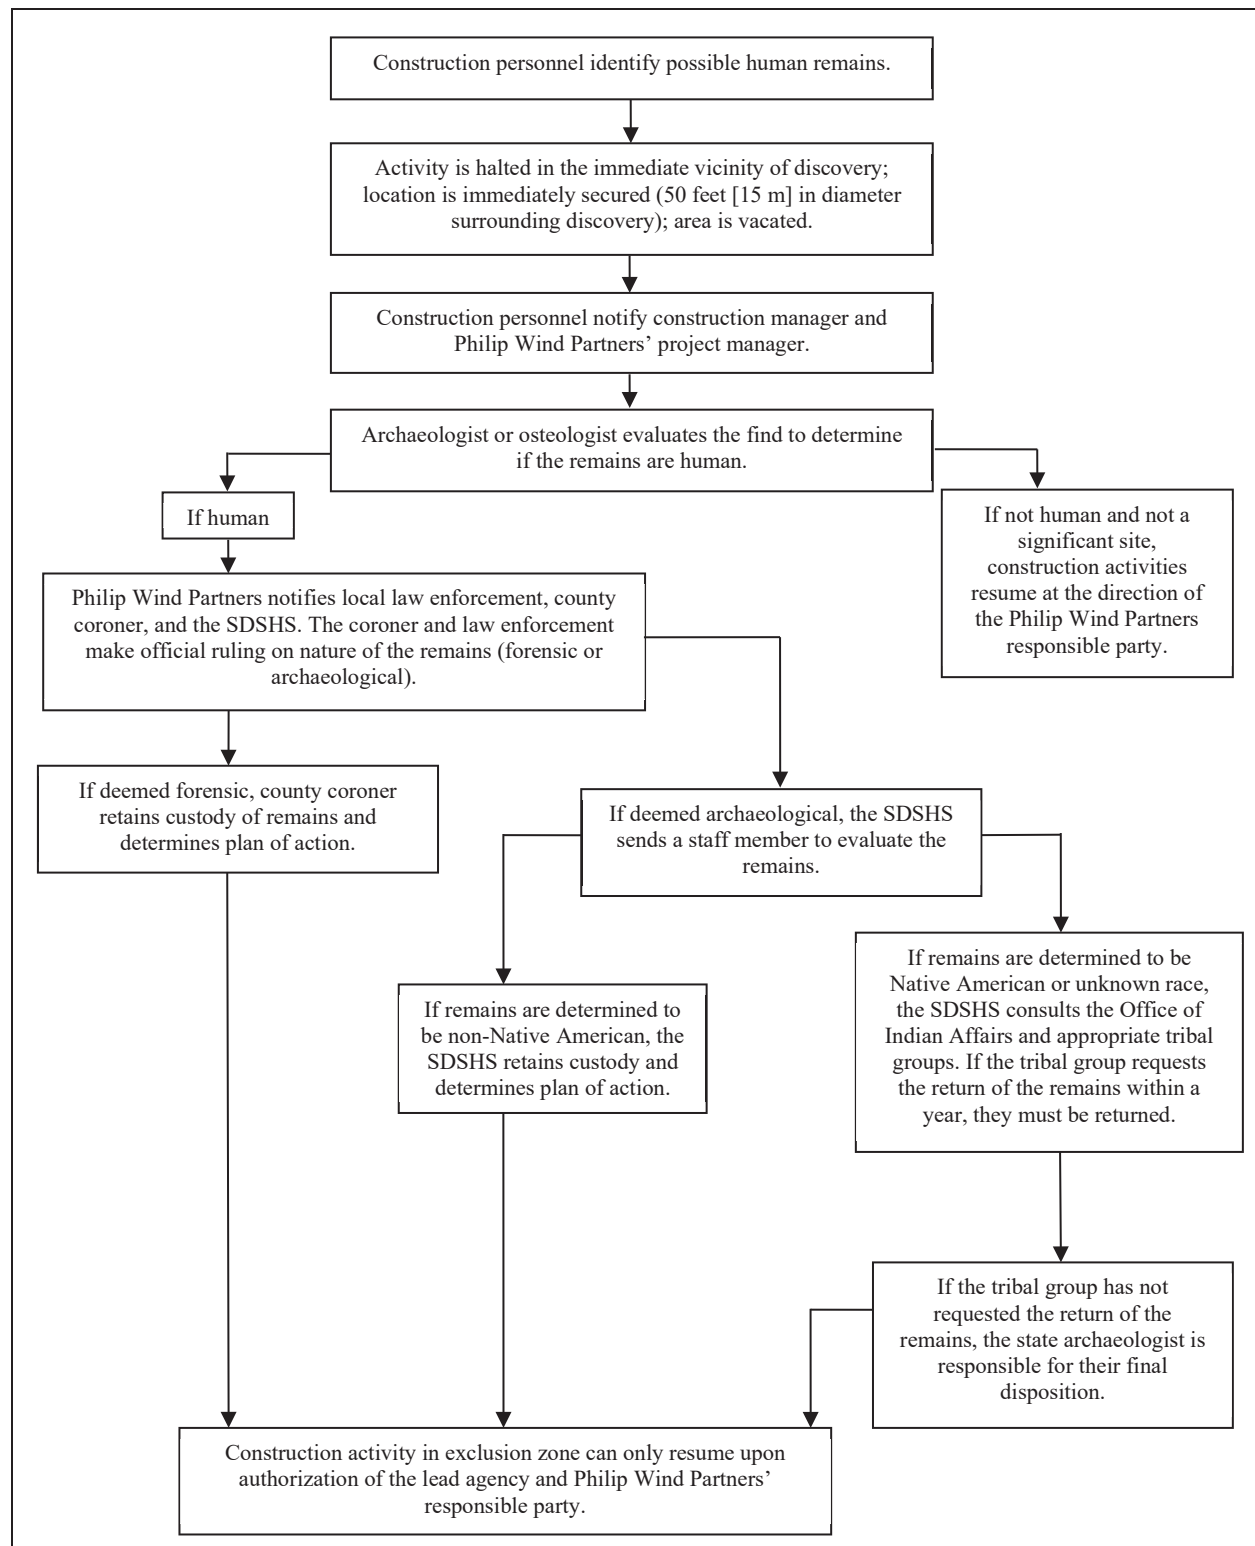 Construction personnel identify possible human remains.
Activity is halted in the immediate vicinity of discovery;
location is immediately secured (50 feet [15 m] in diameter
surrounding discovery); area is vacated.
Construction personnel notify construction manager and
Philip Wind Partners’ project manager.
Archaeologist or osteologist evaluates the find to determine
if the remains are human.
If human
If not human and not a
significant site,
construction activities
resume at the direction of
the Philip Wind Partners
responsible party.
Philip Wind Partners notifies local law enforcement, county
coroner, and the SDSHS. The coroner and law enforcement
make official ruling on nature of the remains (forensic or
archaeological).
If deemed forensic, county coroner
retains custody of remains and
determines plan of action.
If deemed archaeological, the SDSHS
sends a staff member to evaluate the
remains.
If remains are determined to
be non-Native American, the
SDSHS retains custody and
determines plan of action.
If remains are determined to be
Native American or unknown race,
the SDSHS consults the Office of
Indian Affairs and appropriate tribal
groups. If the tribal group requests
the return of the remains within a
year, they must be returned.
If the tribal group has not
requested the return of the
remains, the state archaeologist is
responsible for their final
disposition.
Construction activity in exclusion zone can only resume upon
authorization of the lead agency and Philip Wind Partners’
responsible party.